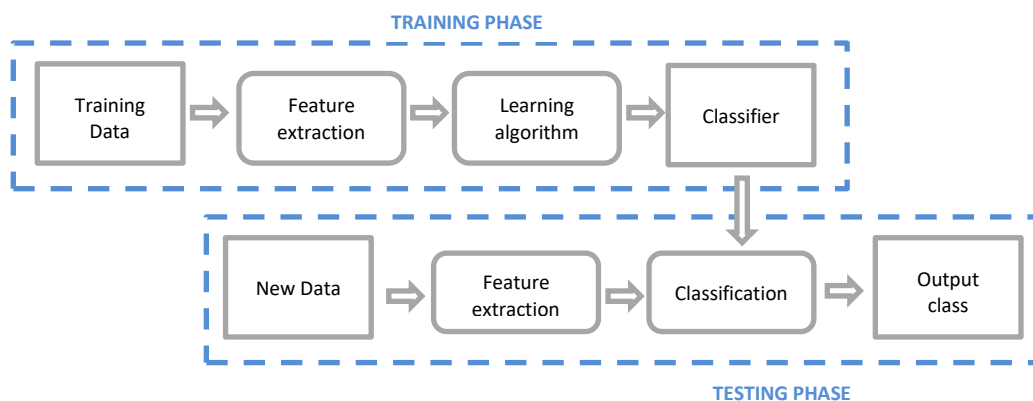 TRAINING PHASE
Training
Data
Feature
extraction
Learning
algorithm
Classifier
New Data
Feature
extraction
Classification
Output
class
TESTING PHASE